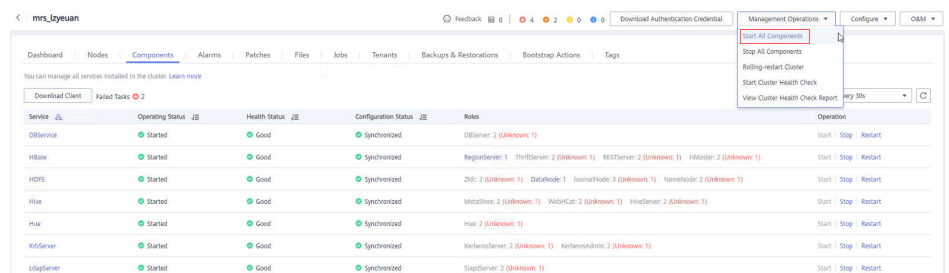 < mrs_lzyeuan
Feedback 0 4 2 0 0 Download Authentication Credential Management Operations Configure O&M
Start All Components
Dashboard Nodes Components Alarms Patches Files Jobs Tenants Backups & Restorations Bootstrap Actions Tags
Stop All Components
Rolling-restart Cluster
You can manage all services installed in the cluster. Learn more
Start Cluster Health Check
Download Client Failed Tasks: 2
View Cluster Health Check Report
every 30s
Service Operating Status Health Status Configuration Status Roles Operation
DBService Started Good Synchronized DBServer: 2 (Unknown: 1) Start Stop Restart
HBase Started Good Synchronized RegionServer: 1 ThriftServer: 2 (Unknown: 1) RESTServer: 2 (Unknown: 1) HMaster: 2 (Unknown: 1) Start Stop Restart
HDFS Started Good Synchronized Zkfc: 2 (Unknown: 1) DataNode: 1 JournalNode: 3 (Unknown: 1) NameNode: 2 (Unknown: 1) Start Stop Restart
Hive Started Good Synchronized MetaStore: 2 (Unknown: 1) WebHCat: 2 (Unknown: 1) HiveServer: 2 (Unknown: 1) Start Stop Restart
Hue Started Good Synchronized Hue: 2 (Unknown: 1) Start Stop Restart
KrbServer Started Good Synchronized KerberosServer: 2 (Unknown: 1) KerberosAdmin: 2 (Unknown: 1) Start Stop Restart
LdapServer Started Good Synchronized SlapdServer: 2 (Unknown: 1) Start Stop Restart